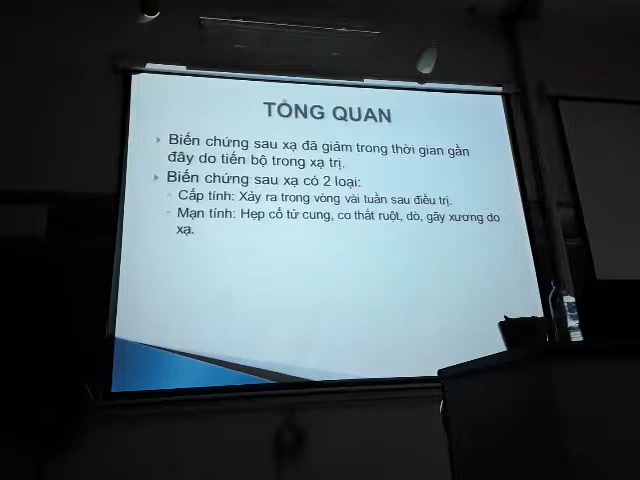 TỔNG QUAN
Biến chứng sau xạ đã giảm trong thời gian gần
đây do tiến bộ trong xạ trị.
Biến chứng sau xạ có 2 loại:
Cấp tính: Xảy ra trong vòng vài tuần sau điều trị.
Mạn tính: Hẹp cổ tử cung, co thắt ruột, dò, gãy xương do
xạ.